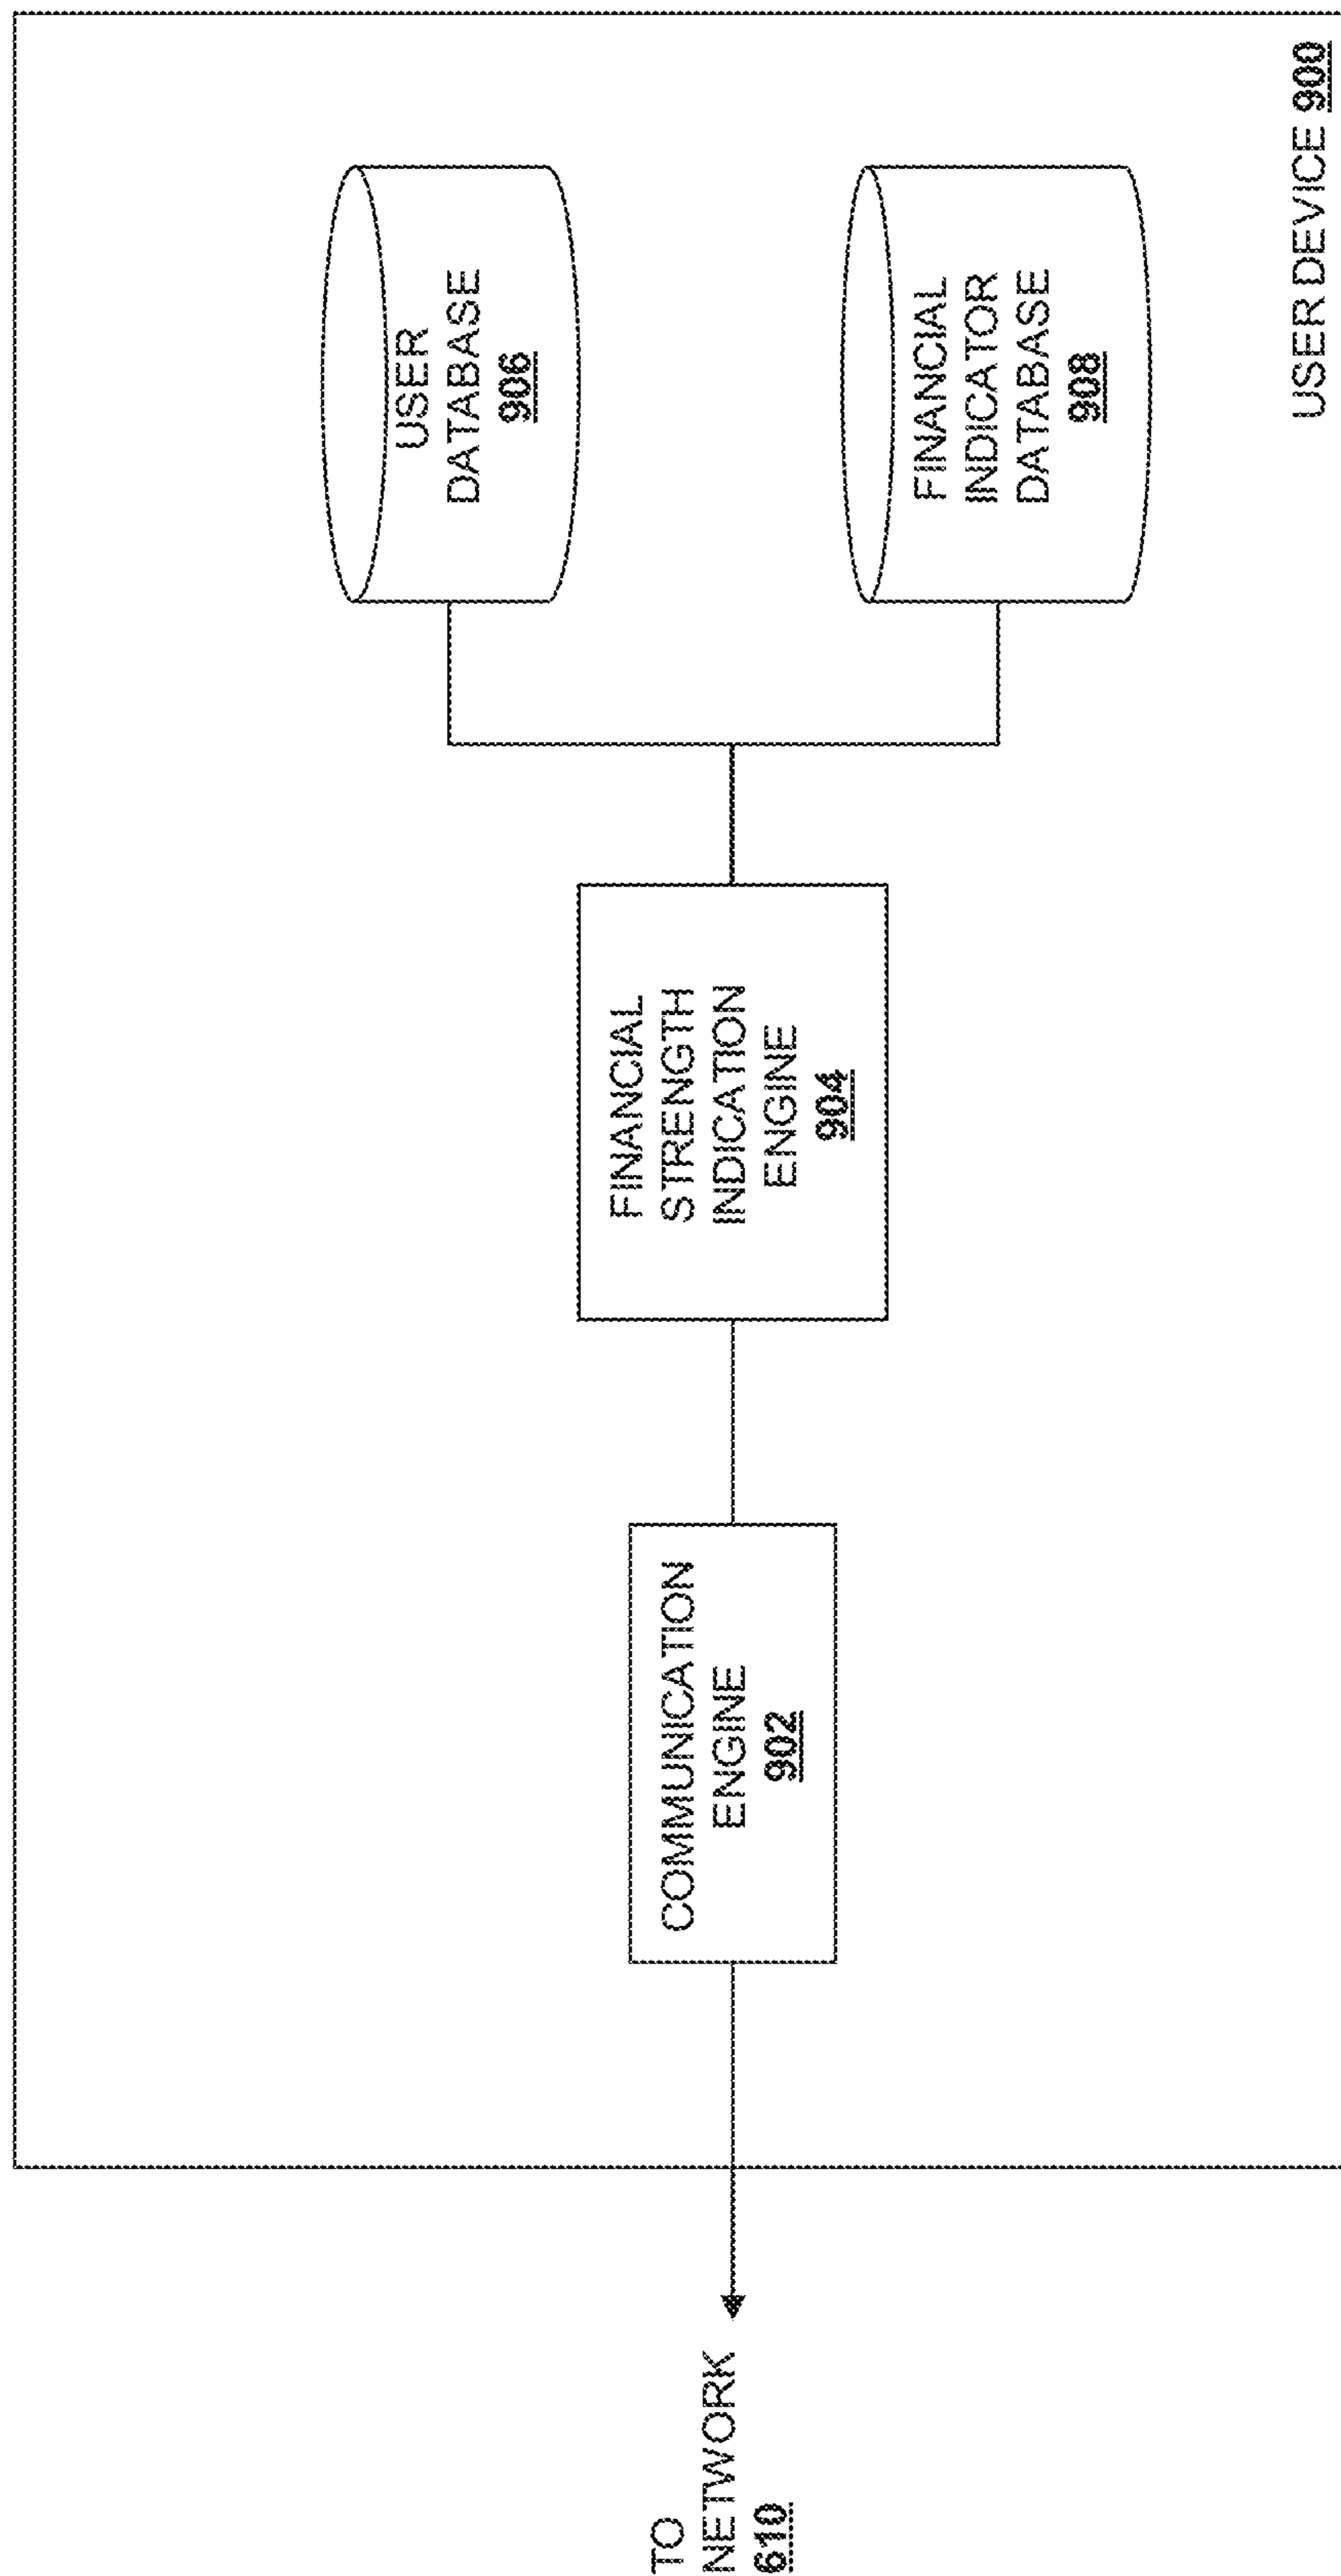 TO
NETWORK
610
COMMUNICATION
ENGINE
902
FINANCIAL
STRENGTH
INDICATION
ENGINE
904
USER
DATABASE
906
FINANCIAL
INDICATOR
DATABASE
908
USER DEVICE 900